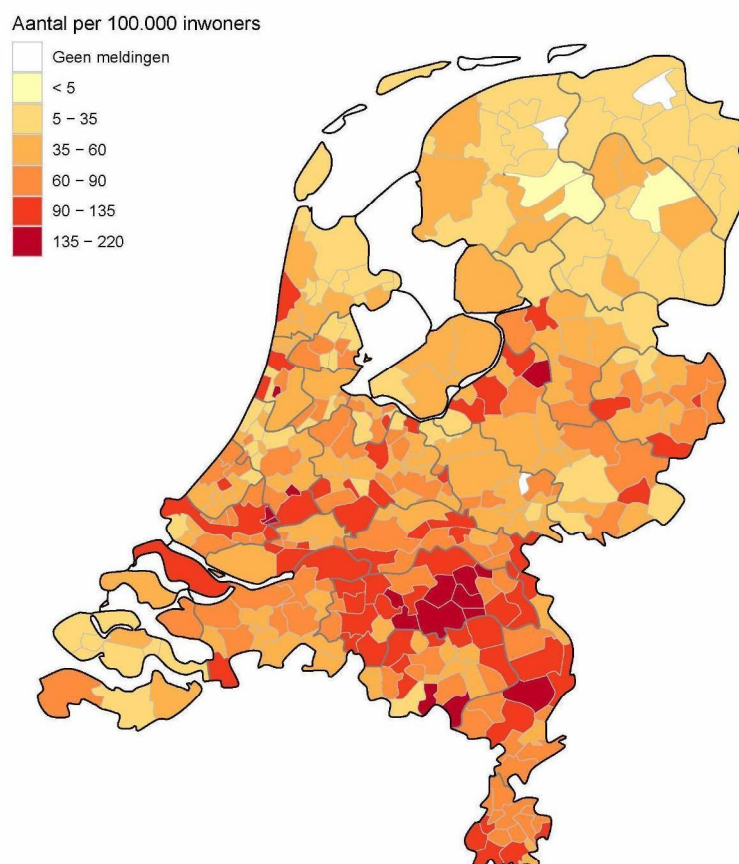 Aantal per 100.000 inwoners
Geen meldingen
< 5
5 – 35
35 – 60
60 – 90
90 – 135
135 – 220